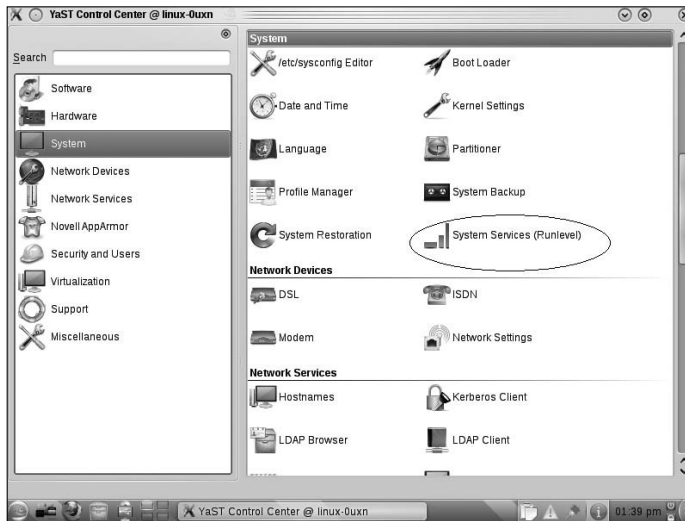 YaST Control Center @ linux-0uxn
Search
Software
Hardware
System
Network Devices
Network Services
Novell AppArmor
Security and Users
Virtualization
Support
Miscellaneous
System
/etc/sysconfig Editor
Boot Loader
Date and Time
Kernel Settings
Language
Partitioner
Profile Manager
System Backup
System Restoration
System Services (Runlevel)
Network Devices
DSL
ISDN
Modem
Network Settings
Network Services
Hostnames
Kerberos Client
LDAP Browser
LDAP Client
YaST Control Center @ linux-0uxn
01:39 pm